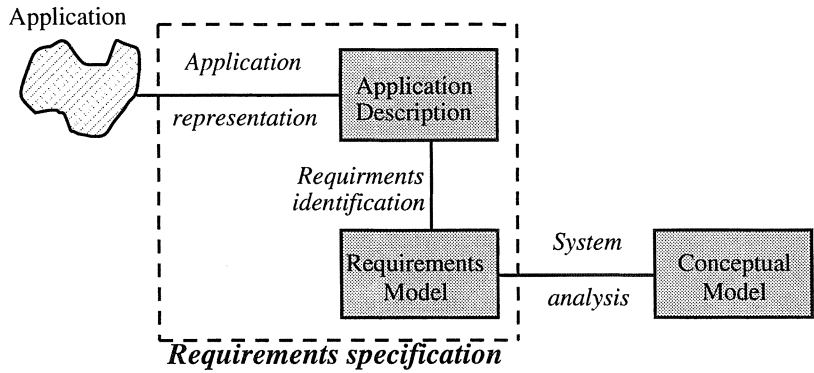 Application
Application
representation
Application
Description
Requirments
identification
Requirements
Model
System
analysis
Conceptual
Model
Requirements specification